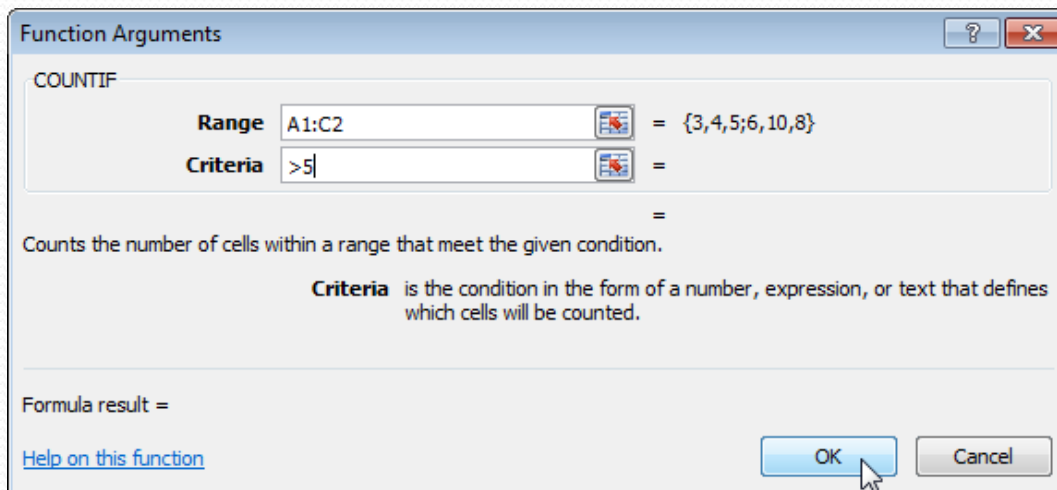 Function Arguments
COUNTIF
Range A1:C2 = {3,4,5;6,10,8}
Criteria >5 =
=
Counts the number of cells within a range that meet the given condition.
Criteria is the condition in the form of a number, expression, or text that defines
which cells will be counted.
Formula result =
Help on this function OK Cancel